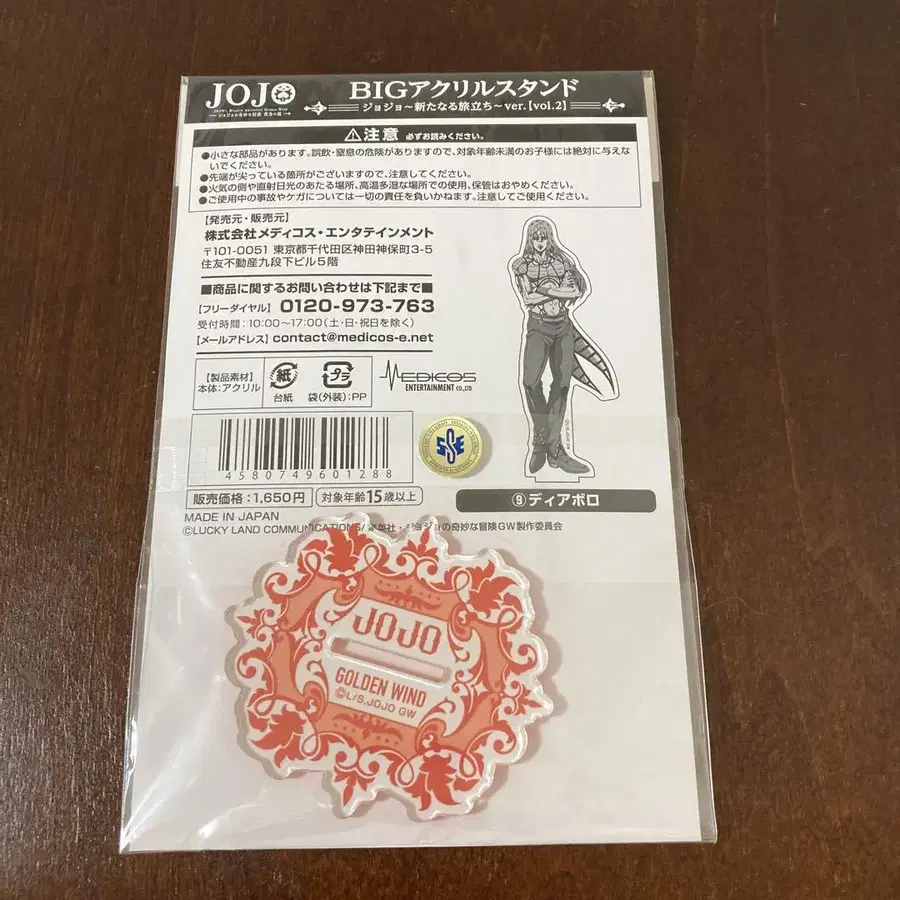 JOJO
ジョジョの奇妙な冒険 黄金の風
BIGアクリルスタンド
ジョジョ～新たなる旅立ち～ver.【vol.2】
⚠注意 必ずお読みください。
●小さな部品があります。誤飲・窒息の危険がありますので、対象年齢未満のお子様には絶対に与えな
いでください。
●先端が尖っている箇所がございますので、注意してください。
●火気の側や直射日光のあたる場所、高温多湿な場所での使用、保管はおやめください。
●ご使用中の事故やケガについては一切の責任を負いかねます。注意してご使用ください。
【発売元・販売元】
株式会社メディコス・エンタテインメント
〒101-0051 東京都千代田区神田神保町3-5
住友不動産九段下ビル5階
■商品に関するお問い合わせは下記まで■
【フリーダイヤル】 0120-973-763
受付時間：10:00～17:00(土・日・祝日を除く)
【メールアドレス】 contact@medicos-e.net
【製品素材】
本体：アクリル
紙
台紙
プラ
袋(外装)：PP
MEDICOS
ENTERTAINMENT CO.,LTD
4580749601288
SSE
販売価格：1,650円
対象年齢15歳以上
⑨ディアボロ
MADE IN JAPAN
©LUCKY LAND COMMUNICATIONS/集英社・ジョジョの奇妙な冒険GW製作委員会
JOJO
GOLDEN WIND
©L/S,JOJO GW